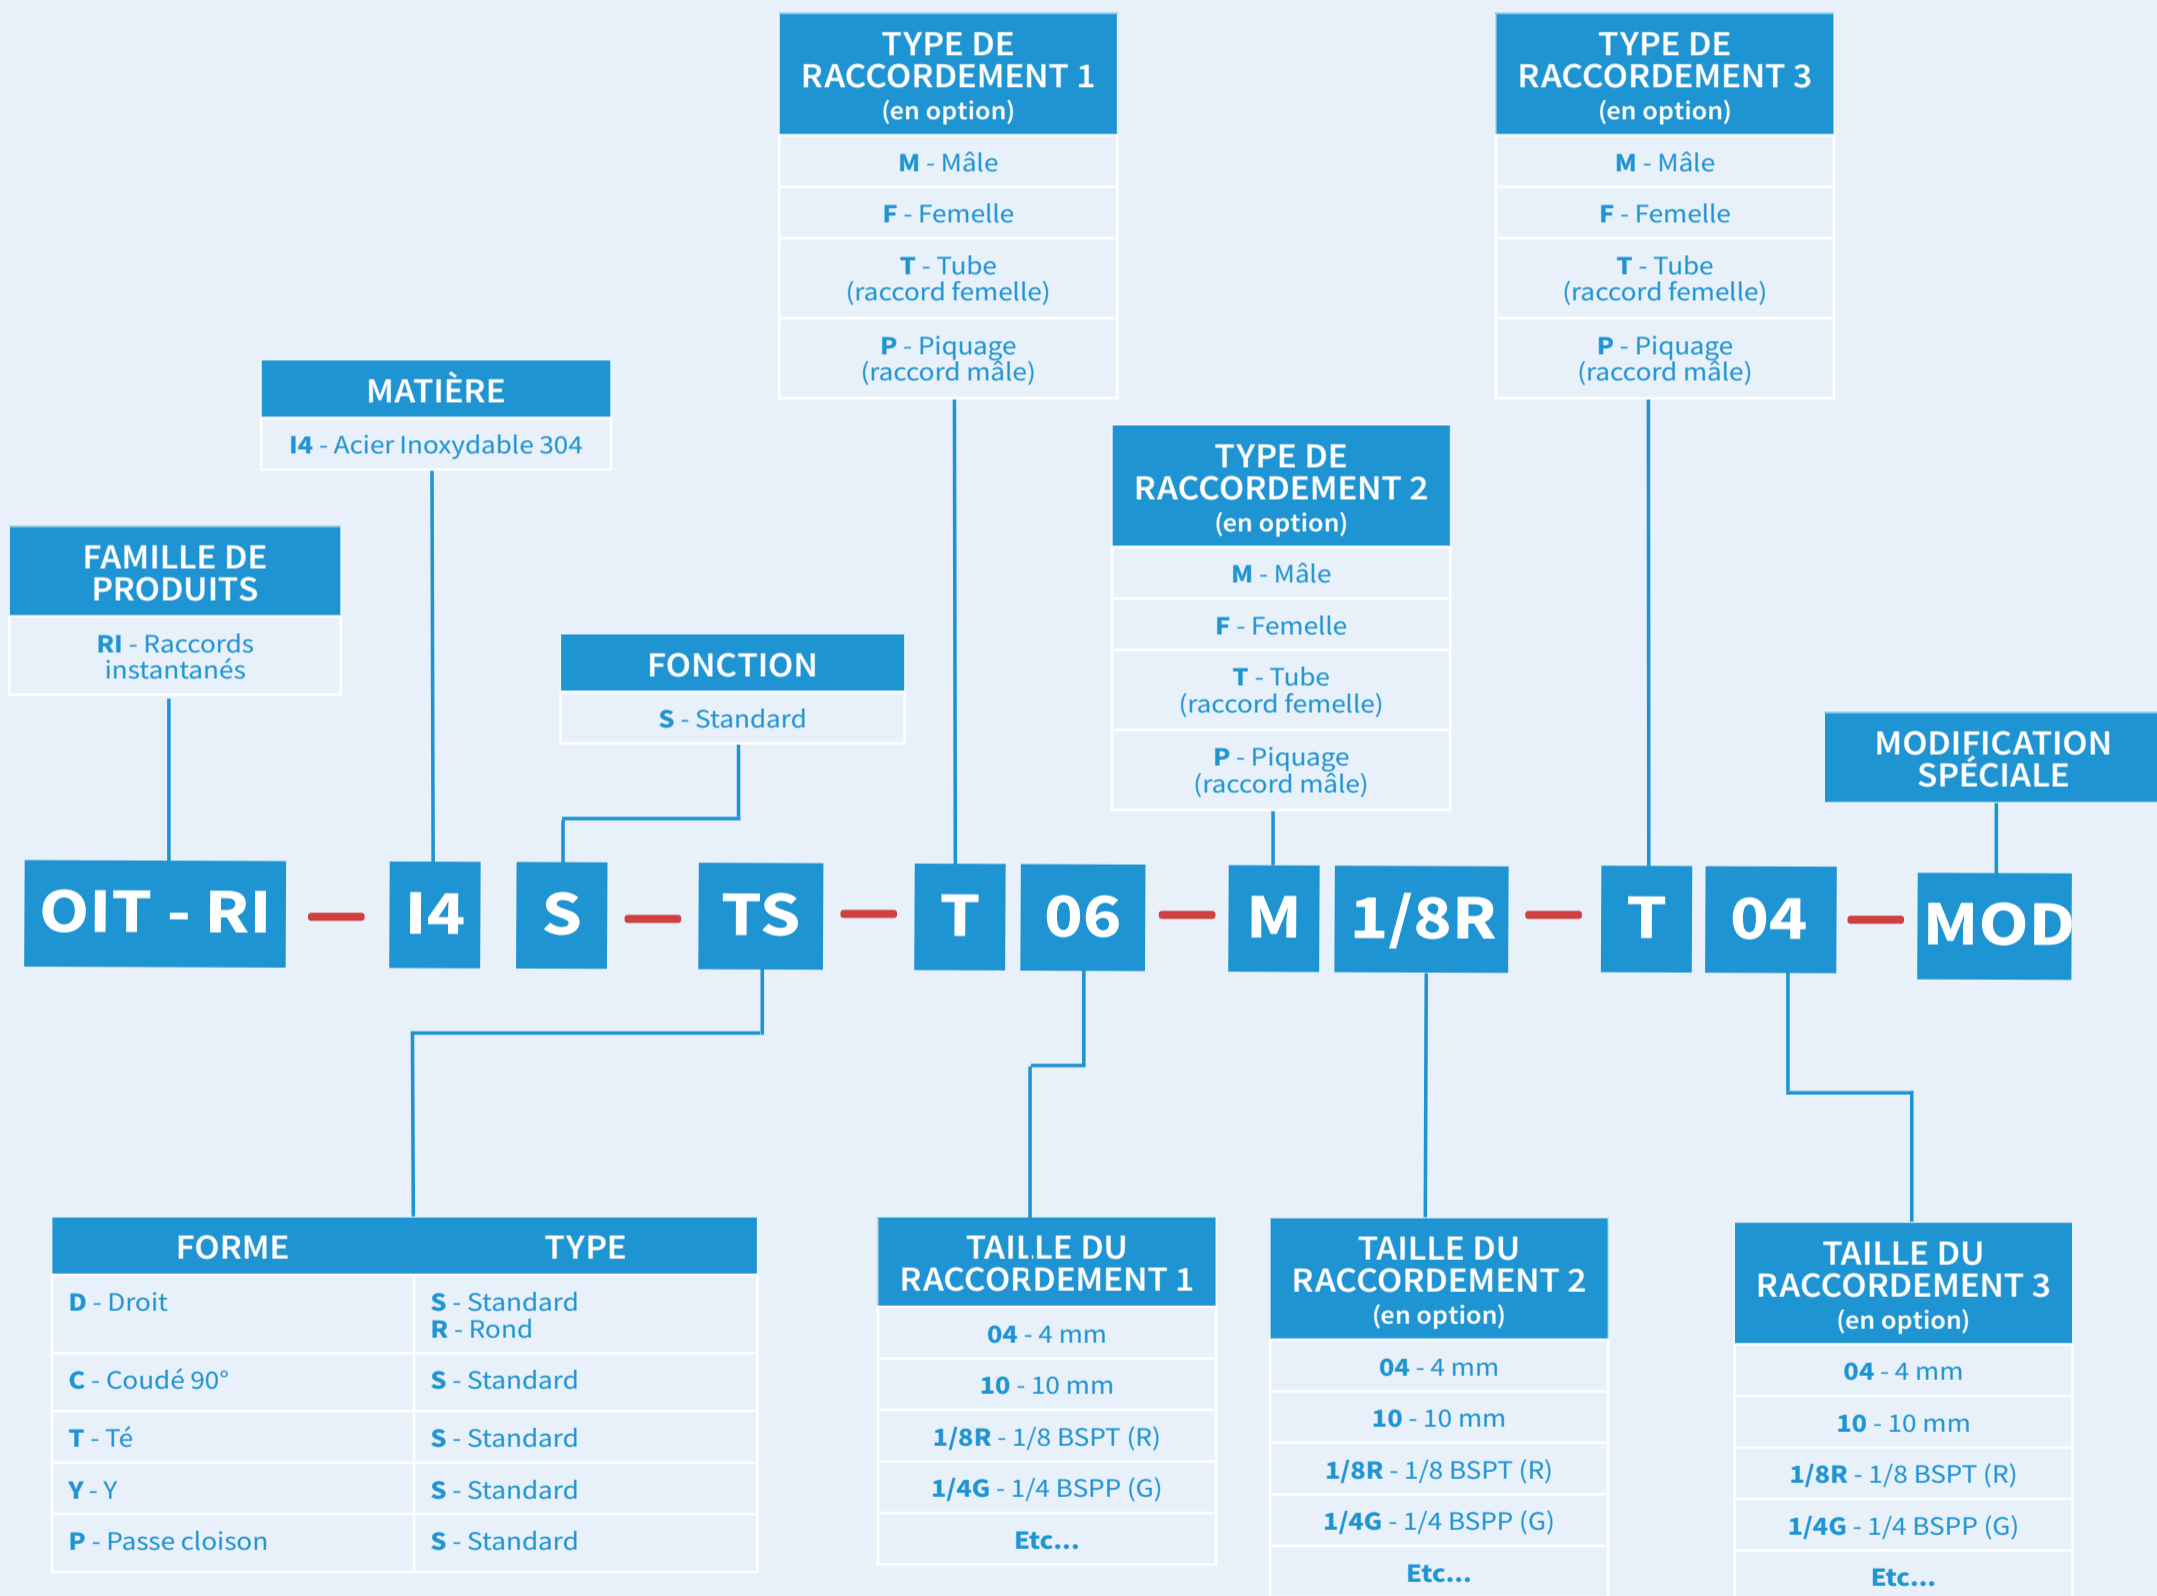 TYPE DE
RACCORDEMENT 1
(en option)
M - Mâle
F - Femelle
T - Tube
(raccord femelle)
P - Piquage
(raccord mâle)
TYPE DE
RACCORDEMENT 3
(en option)
M - Mâle
F - Femelle
T - Tube
(raccord femelle)
P - Piquage
(raccord mâle)
MATIÈRE
I4 - Acier Inoxydable 304
TYPE DE
RACCORDEMENT 2
(en option)
M - Mâle
F - Femelle
T - Tube
(raccord femelle)
P - Piquage
(raccord mâle)
FAMILLE DE
PRODUITS
RI - Raccords
instantanés
FONCTION
S - Standard
MODIFICATION
SPÉCIALE
OIT - RI — I4 S — TS — T 06 — M 1/8R — T 04 — MOD
FORME TYPE
D - Droit S - Standard
R - Rond
C - Coudé 90° S - Standard
T - Té S - Standard
Y - Y S - Standard
P - Passe cloison S - Standard
TAILLE DU
RACCORDEMENT 1
04 - 4 mm
10 - 10 mm
1/8R - 1/8 BSPT (R)
1/4G - 1/4 BSPP (G)
Etc...
TAILLE DU
RACCORDEMENT 2
(en option)
04 - 4 mm
10 - 10 mm
1/8R - 1/8 BSPT (R)
1/4G - 1/4 BSPP (G)
Etc...
TAILLE DU
RACCORDEMENT 3
(en option)
04 - 4 mm
10 - 10 mm
1/8R - 1/8 BSPT (R)
1/4G - 1/4 BSPP (G)
Etc...